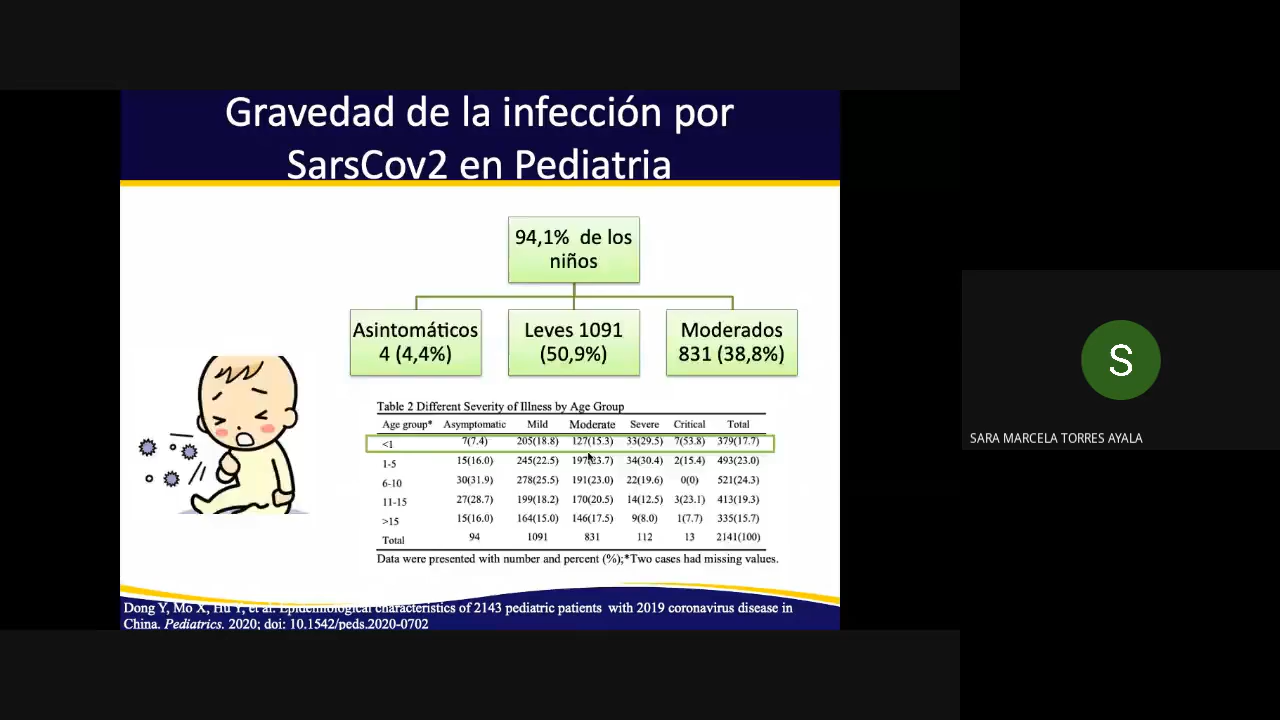 Gravedad de la infección por
SarsCov2 en Pediatria
94,1% de los
niños
Asintomáticos
4 (4,4%)
Leves 1091
(50,9%)
Moderados
831 (38,8%)
Table 2 Different Severity of Illness by Age Group
Age group* Asymptomatic Mild Moderate Severe Critical Total
<1 7(7.4) 205(18.8) 127(15.3) 33(29.5) 7(53.8) 379(17.7)
1-5 15(16.0) 245(22.5) 197(23.7) 34(30.4) 2(15.4) 493(23.0)
6-10 30(31.9) 278(25.5) 191(23.0) 22(19.6) 0(0) 521(24.3)
11-15 27(28.7) 199(18.2) 170(20.5) 14(12.5) 3(23.1) 413(19.3)
>15 15(16.0) 164(15.0) 146(17.5) 9(8.0) 1(7.7) 335(15.7)
Total 94 1091 831 112 13 2141(100)
Data were presented with number and percent (%);*Two cases had missing values.
Dong Y, Mo X, Hu Y, et al. Epidemiological characteristics of 2143 pediatric patients with 2019 coronavirus disease in
China. Pediatrics. 2020; doi: 10.1542/peds.2020-0702
S
SARA MARCELA TORRES AYALA